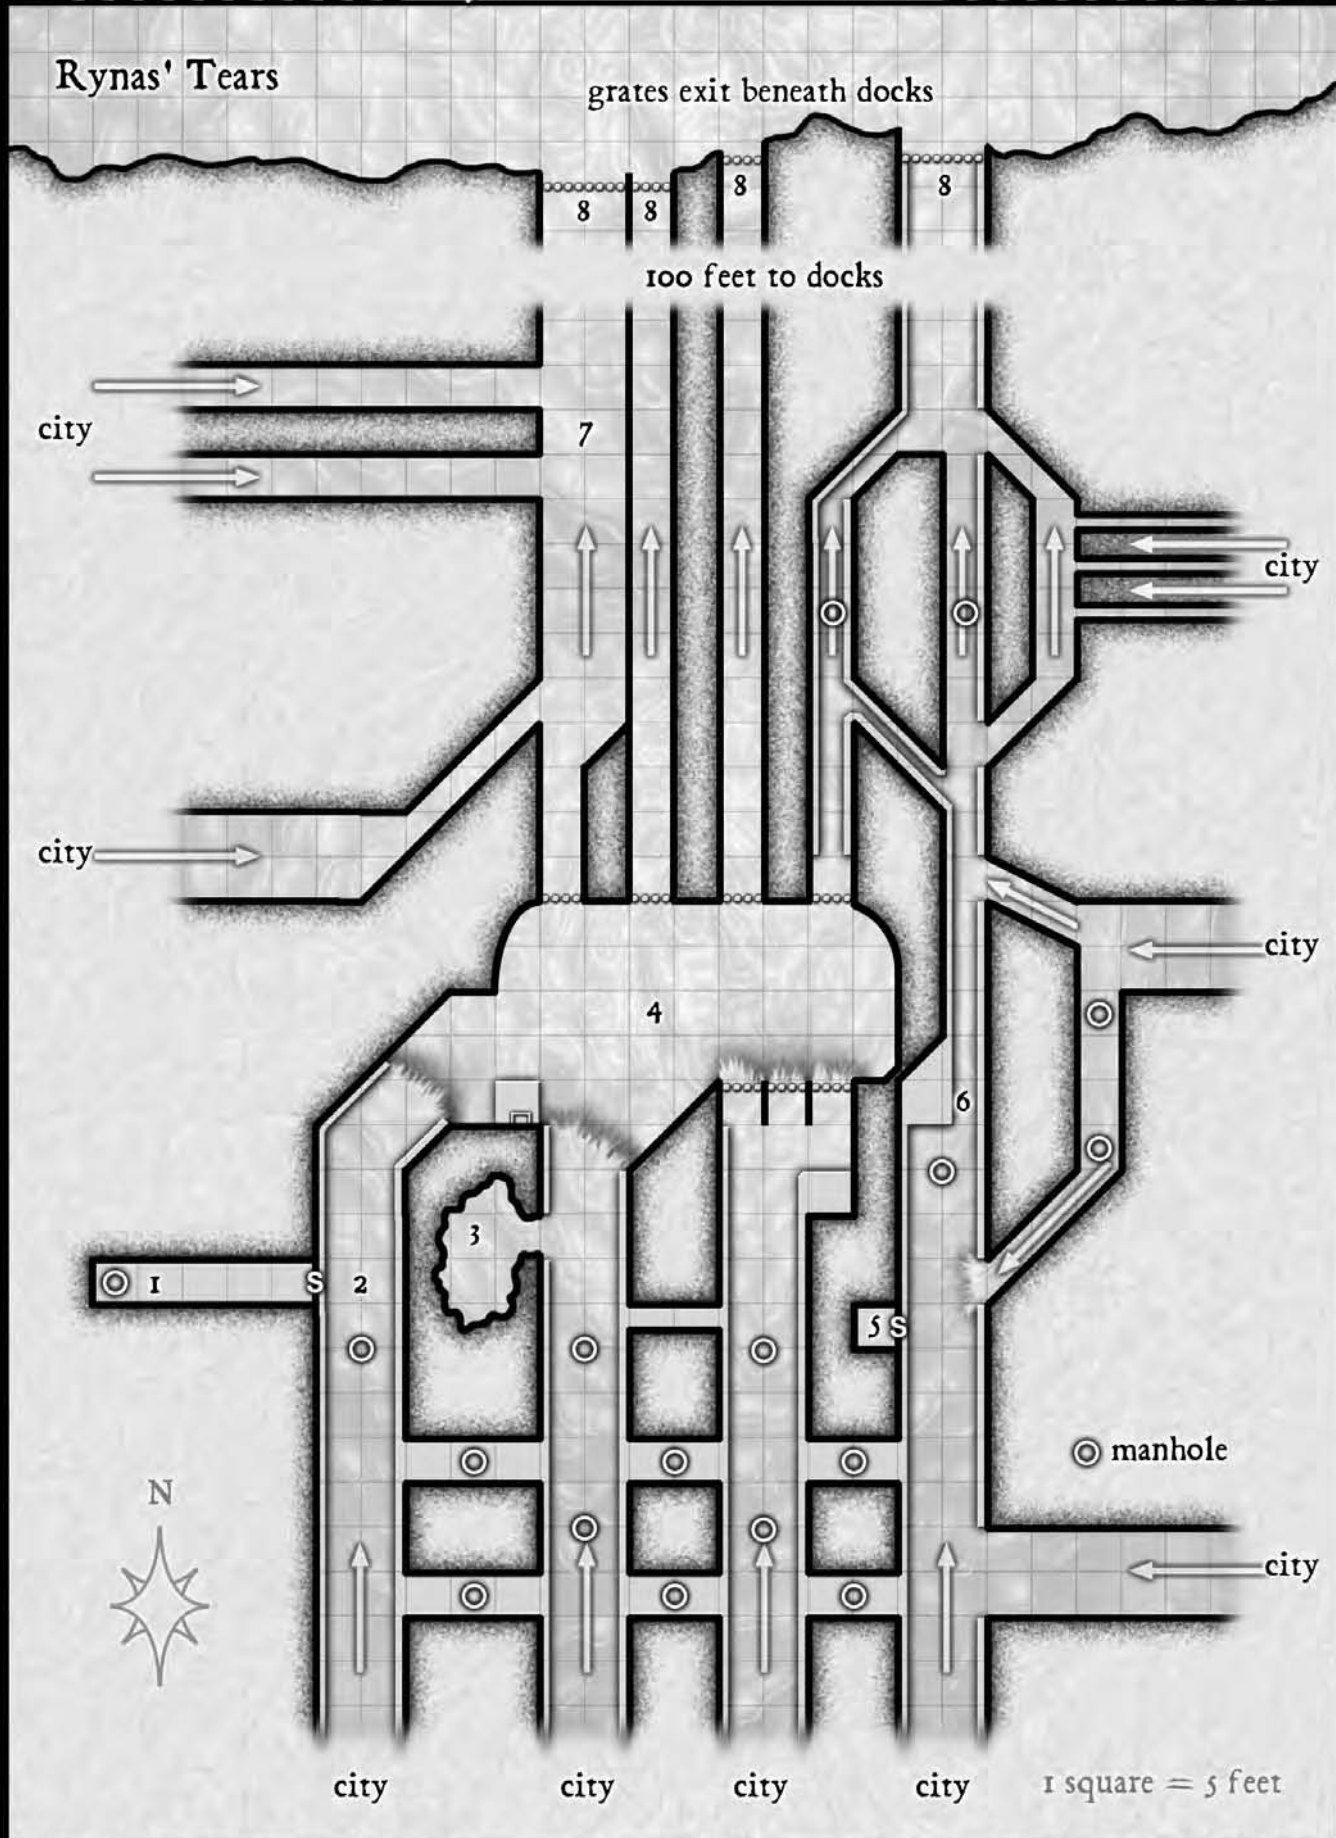 Rynas' Tears
grates exit beneath docks
8
8
8
8
100 feet to docks
city
7
city
city
4
city
6
3
1
S
2
5
S
manhole
N
city
city
city
city
city
1 square = 5 feet